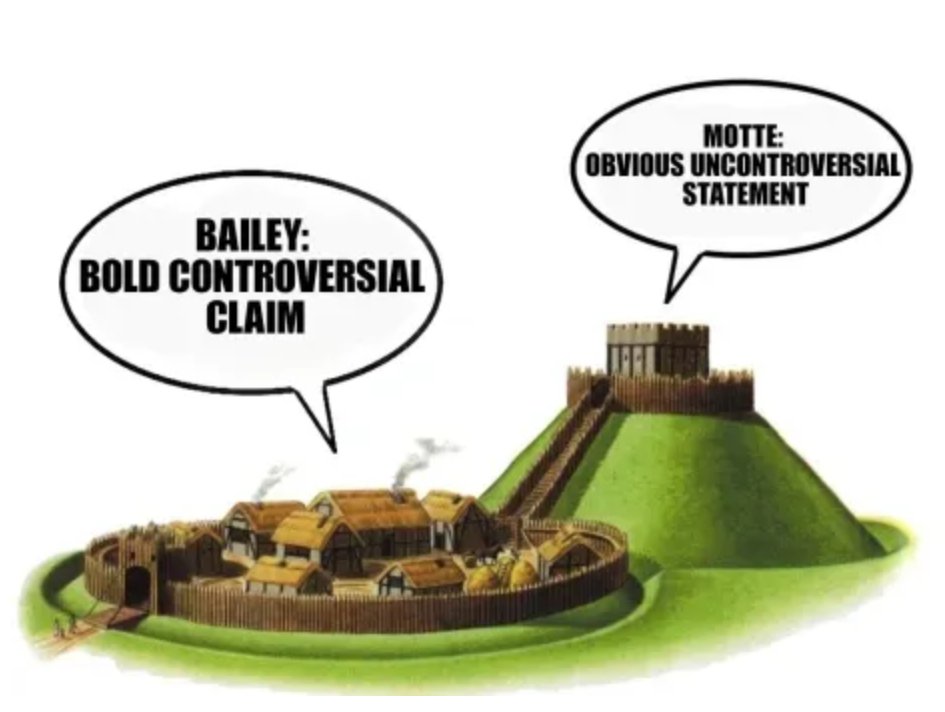 BAILEY:
BOLD CONTROVERSIAL
CLAIM
MOTTE:
OBVIOUS UNCONTROVERSIAL
STATEMENT